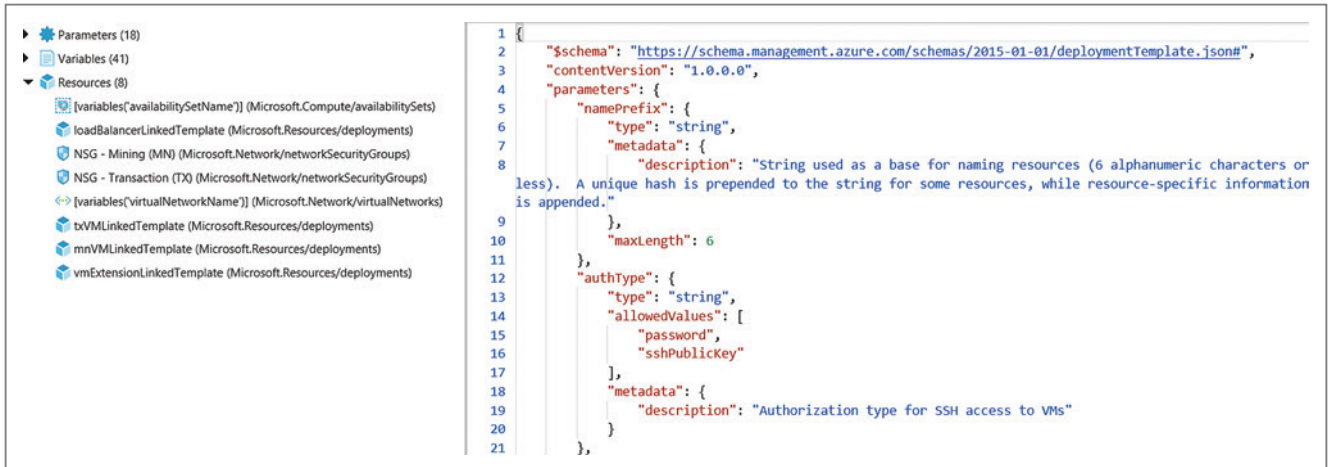 Parameters (18)
Variables (41)
Resources (8)
[variables('availabilitySetName')] (Microsoft.Compute/availabilitySets)
loadBalancerLinkedTemplate (Microsoft.Resources/deployments)
NSG - Mining (MN) (Microsoft.Network/networkSecurityGroups)
NSG - Transaction (TX) (Microsoft.Network/networkSecurityGroups)
[variables('virtualNetworkName')] (Microsoft.Network/virtualNetworks)
txVMLinkedTemplate (Microsoft.Resources/deployments)
mnVMLinkedTemplate (Microsoft.Resources/deployments)
vmExtensionLinkedTemplate (Microsoft.Resources/deployments)
1 {
2 "$schema": "https://schema.management.azure.com/schemas/2015-01-01/deploymentTemplate.json#",
3 "contentVersion": "1.0.0.0",
4 "parameters": {
5 "namePrefix": {
6 "type": "string",
7 "metadata": {
8 "description": "String used as a base for naming resources (6 alphanumeric characters or
less). A unique hash is prepended to the string for some resources, while resource-specific information
is appended."
9 },
10 "maxLength": 6
11 },
12 "authType": {
13 "type": "string",
14 "allowedValues": [
15 "password",
16 "sshPublicKey"
17 ],
18 "metadata": {
19 "description": "Authorization type for SSH access to VMs"
20 }
21 },